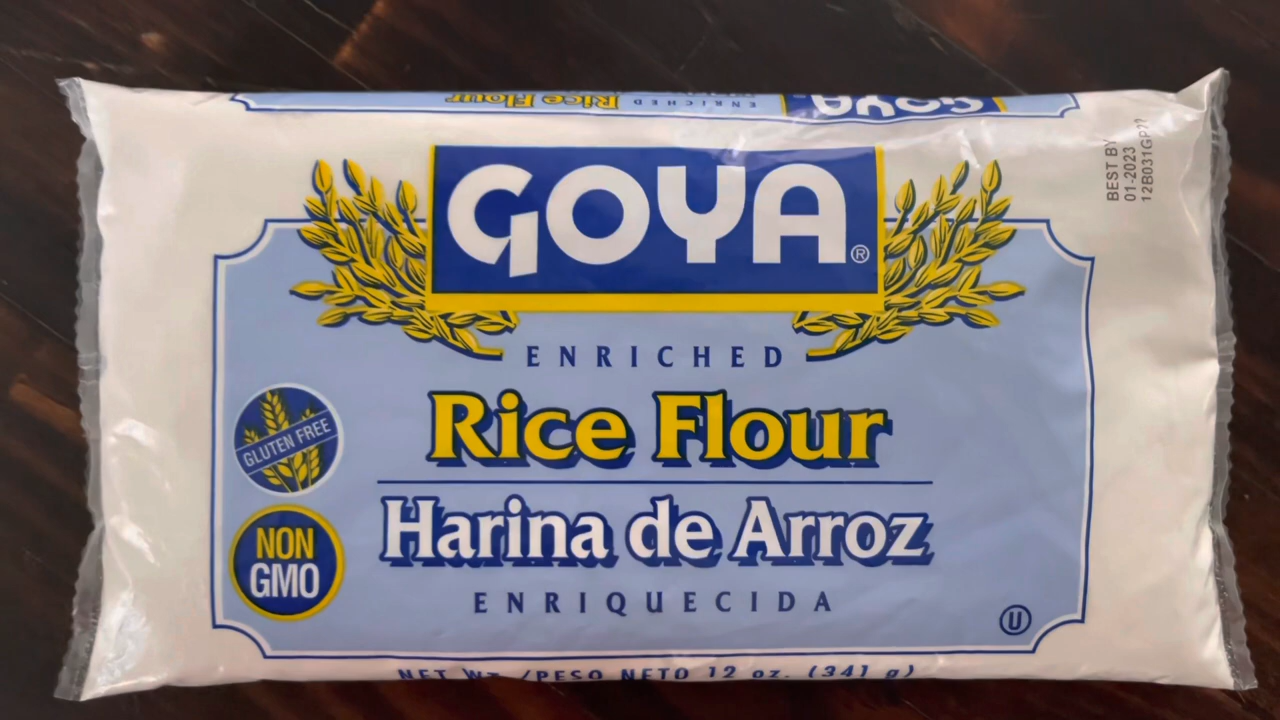 GOYA
ENRICHED
Rice Flour
BEST BY
01-2023
GOYA®
ENRICHED
Rice Flour
Harina de Arroz
ENRIQUECIDA
GLUTEN FREE
NON
GMO
U
NET WT. /PESO NETO 12 oz. (341 g)